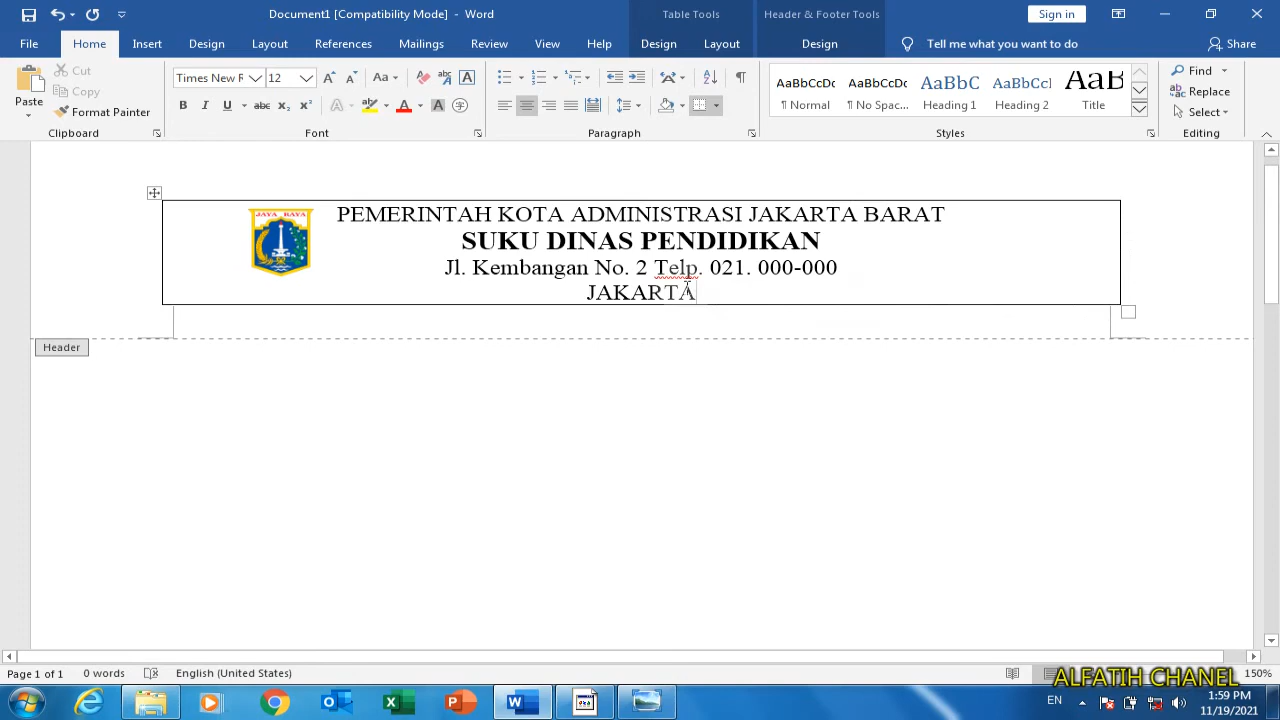 Document1 [Compatibility Mode] - Word
Table Tools
Header & Footer Tools
Sign in
File
Home
Insert
Design
Layout
References
Mailings
Review
View
Help
Design
Layout
Design
Tell me what you want to do
Share
Paste
Cut
Copy
Format Painter
Clipboard
Times New R
12
Font
Paragraph
AaBbCcDc
¶ Normal
AaBbCcDc
¶ No Spac...
AaBbC
Heading 1
AaBbCcI
Heading 2
AaB
Title
Styles
Find
Replace
Select
Editing
JAYA RAYA
PEMERINTAH KOTA ADMINISTRASI JAKARTA BARAT
SUKU DINAS PENDIDIKAN
Jl. Kembangan No. 2 Telp. 021. 000-000
JAKARTA
Header
Page 1 of 1
0 words
English (United States)
150%
ALFATIH CHANEL
EN
1:59 PM
11/19/2021